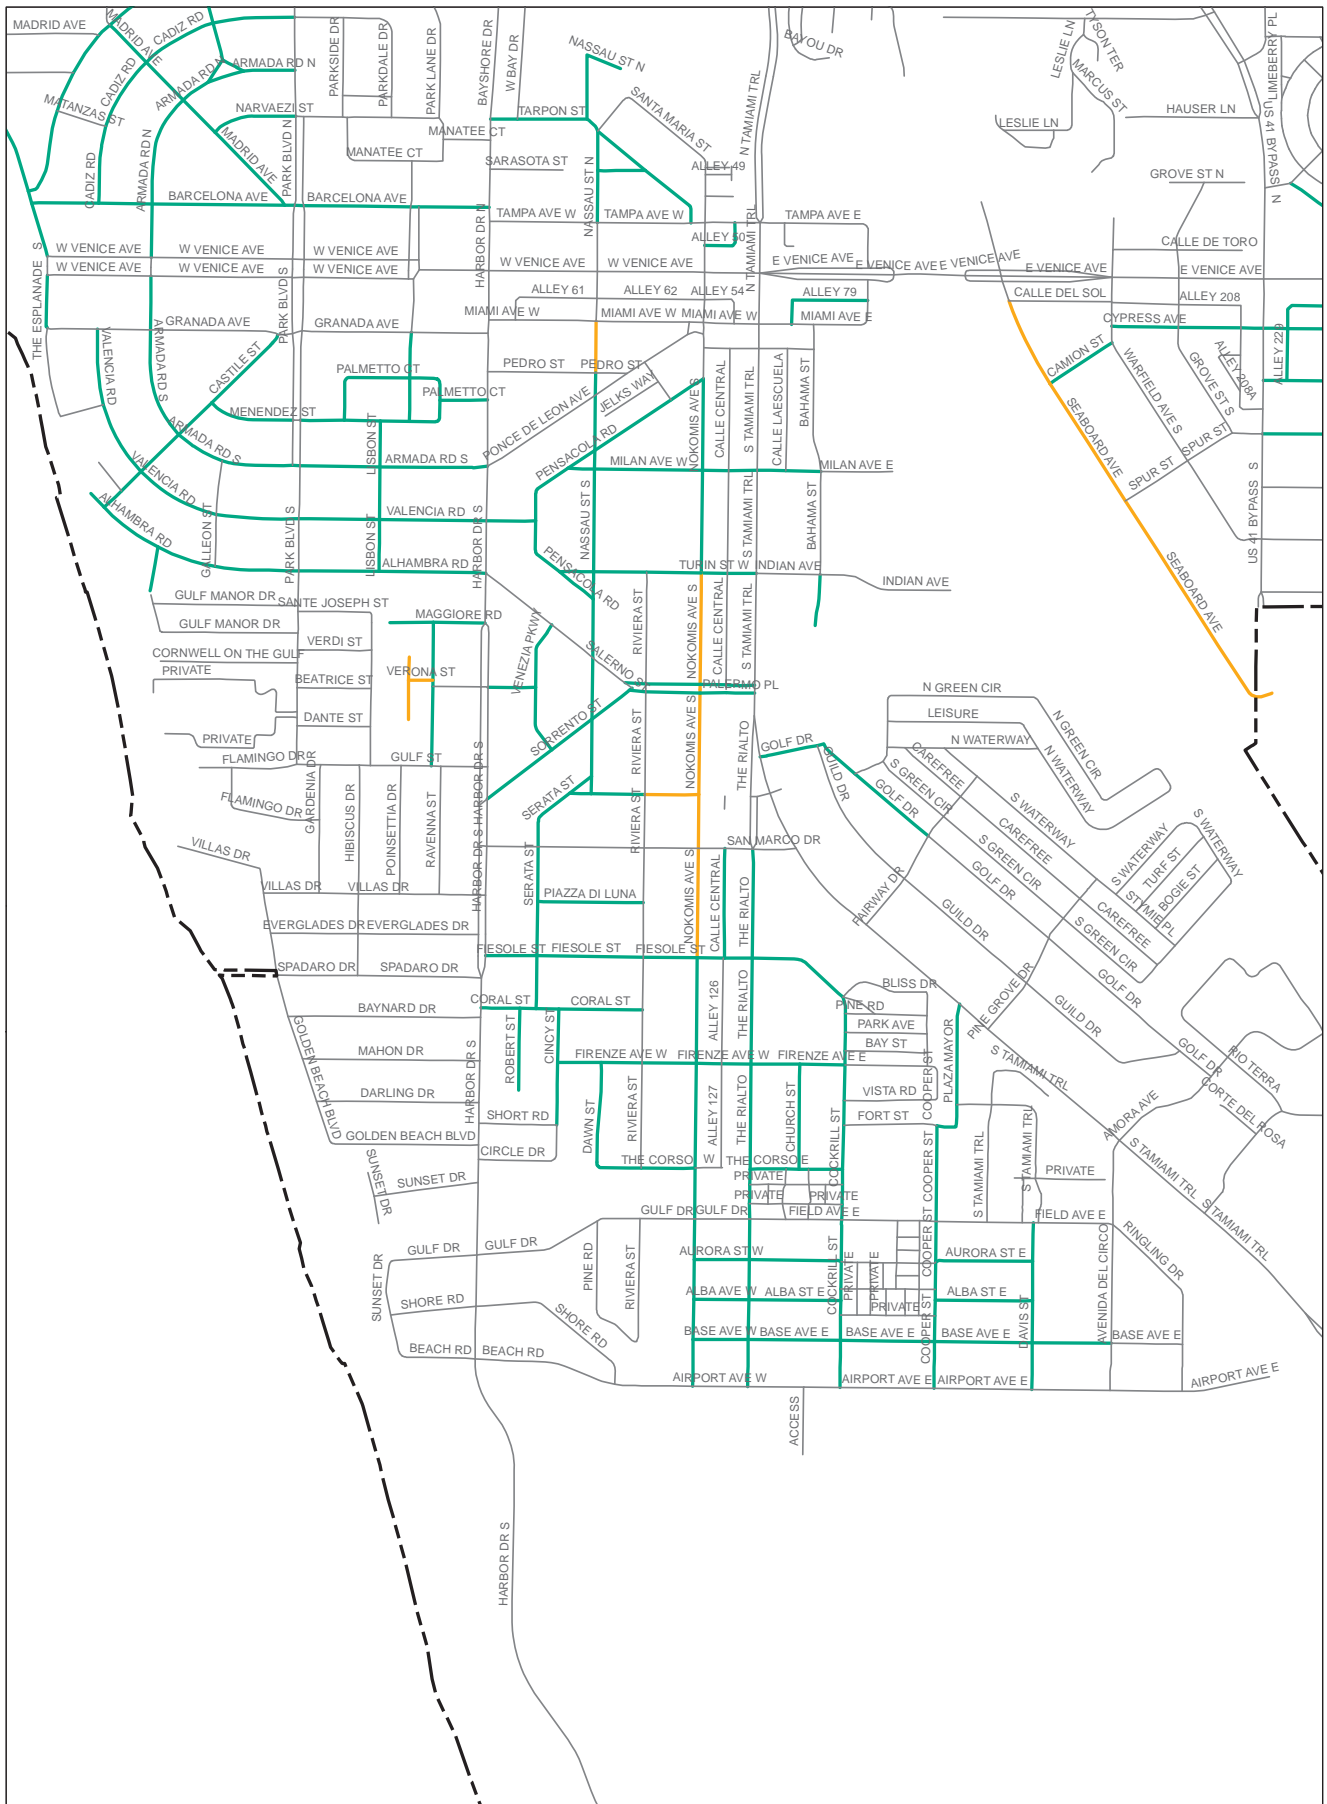 MADRID AVE
MADRID AVE
CADIZ RD
CADIZ RD
ARMADA RD N
ARMADA RD N
MATANZAS ST
NARVAEZI ST
PARKSIDE DR
PARKDALE DR
PARK LANE DR
BAYSHORE DR
W BAY DR
NASSAU ST N
TARPON ST
SANTA MARIA ST
N TAMIAMI TRL
BAYOU DR
LESLIE LN
TYSON TER
MARCUS ST
LESLIE LN
HAUSER LN
LIMEBERRY PL
US 41 BYPASS N
MANATEE CT
MANATEE CT
SARASOTA ST
ALLEY 49
GROVE ST N
MADRID AVE
PARK BLVD N
CADIZ RD
ARMADA RD N
BARCELONA AVE
BARCELONA AVE
HARBOR DR N
NASSAU ST N
TAMPA AVE W
TAMPA AVE W
TAMPA AVE E
ALLEY 50
N TAMIAMI TRL
CALLE DE TORO
THE ESPLANADE S
W VENICE AVE
W VENICE AVE
W VENICE AVE
W VENICE AVE
W VENICE AVE
W VENICE AVE
W VENICE AVE
W VENICE AVE
E VENICE AVE
E VENICE AVE
E VENICE AVE
E VENICE AVE
E VENICE AVE
ALLEY 61
ALLEY 62
ALLEY 54
ALLEY 79
CALLE DEL SOL
ALLEY 208
MIAMI AVE W
MIAMI AVE W
MIAMI AVE W
MIAMI AVE E
CYPRESS AVE
GRANADA AVE
GRANADA AVE
PARK BLVD S
VALENCIA RD
ARMADA RD S
CASTILE ST
PALMETTO CT
PALMETTO CT
PEDRO ST
PEDRO ST
JELKS WAY
PONCE DE LEON AVE
NOKOMIS AVE S
CALLE CENTRAL
S TAMIAMI TRL
CALLE LAESCUELA
BAHAMA ST
CAMION ST
WARFIELD AVE S
GROVE ST S
ALLEY 208A
ALLEY 229
SEABOARD AVE
SPUR ST
SPUR ST
MENENDEZ ST
LISBON ST
ARMADA RD S
ARMADA RD S
PENSACOLA RD
MILAN AVE W
MILAN AVE E
VALENCIA RD
VALENCIA RD
ALHAMBRA RD
GALLEON ST
PARK BLVD S
LISBON ST
ALHAMBRA RD
HARBOR DR S
NASSAU ST S
PENSACOLA RD
TURIN ST W
S TAMIAMI TRL
INDIAN AVE
INDIAN AVE
BAHAMA ST
US 41 BYPASS S
SEABOARD AVE
GULF MANOR DR
SANTE JOSEPH ST
GULF MANOR DR
MAGGIORE RD
VERDI ST
CORNWELL ON THE GULF
PRIVATE
BEATRICE ST
VERONA ST
VENEZIA PKWY
SALERNO ST
RIVIERA ST
NOKOMIS AVE S
CALLE CENTRAL
S TAMIAMI TRL
PALERMO PL
DANTE ST
PRIVATE
FLAMINGO DR
GULF ST
SORRENTO ST
RIVIERA ST
NOKOMIS AVE S
THE RIALTO
GOLF DR
GUILD DR
N GREEN CIR
LEISURE
N WATERWAY
N GREEN CIR
N WATERWAY
CAREFREE
S GREEN CIR
GOLF DR
S WATERWAY
CAREFREE
S GREEN CIR
GOLF DR
S WATERWAY
S WATERWAY
TURF ST
BOGIE ST
STYMIE PL
CAREFREE
S GREEN CIR
GOLF DR
FLAMINGO DR
GARDENIA DR
HIBISCUS DR
POINSETTIA DR
RAVENNA ST
HARBOR DR S
HARBOR DR S
SERATA ST
RIVIERA ST
SAN MARCO DR
VILLAS DR
VILLAS DR
VILLAS DR
SERATA ST
PIAZZA DI LUNA
NOKOMIS AVE S
CALLE CENTRAL
THE RIALTO
FAIRWAY DR
GUILD DR
EVERGLADES DR
EVERGLADES DR
FIESOLE ST
FIESOLE ST
FIESOLE ST
SPADARO DR
SPADARO DR
BLISS DR
PINE GROVE DR
GUILD DR
BAYNARD DR
CORAL ST
CORAL ST
ALLEY 126
THE RIALTO
PINE RD
PARK AVE
BAY ST
PLAZA MAYOR
GOLDEN BEACH BLVD
MAHON DR
ROBERT ST
CINCY ST
FIRENZE AVE W
FIRENZE AVE W
FIRENZE AVE E
S TAMIAMI TRL
GOLF DR
RIO TERRA
CORTE DEL ROSA
AMORA AVE
DARLING DR
HARBOR DR S
SHORT RD
VISTA RD
COOPER ST
FORT ST
DAWN ST
RIVIERA ST
ALLEY 127
THE RIALTO
CHURCH ST
COCKRILL ST
GOLDEN BEACH BLVD
CIRCLE DR
THE CORSO W
THE CORSO E
COOPER ST
S TAMIAMI TRL
S TAMIAMI TRL
PRIVATE
S TAMIAMI TRL
S TAMIAMI TRL
SUNSET DR
SUNSET DR
PRIVATE
PRIVATE
PRIVATE
GULF DR
GULF DR
FIELD AVE E
FIELD AVE E
GULF DR
GULF DR
PINE RD
RIVIERA ST
AURORA ST W
COCKRILL ST
PRIVATE
PRIVATE
COOPER ST
AURORA ST E
AVENIDA DEL CIRCO
RINGLING DR
SUNSET DR
SHORE RD
SHORE RD
ALBA AVE W
ALBA ST E
PRIVATE
ALBA ST E
BEACH RD
BEACH RD
BASE AVE W
BASE AVE E
BASE AVE E
COOPER ST
BASE AVE E
DAVIS ST
BASE AVE E
AIRPORT AVE W
AIRPORT AVE E
AIRPORT AVE E
AIRPORT AVE E
ACCESS
HARBOR DR S